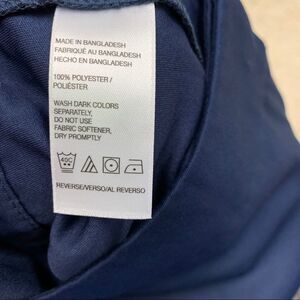 MADE IN BANGLADESH
FABRIQUÉ AU BANGLADESH
HECHO EN BANGLADESH
100% POLYESTER /
POLIÉSTER
WASH DARK COLORS
SEPARATELY,
DO NOT USE
FABRIC SOFTENER,
DRY PROMPTLY
40C
REVERSE/VERSO/AL REVERSO